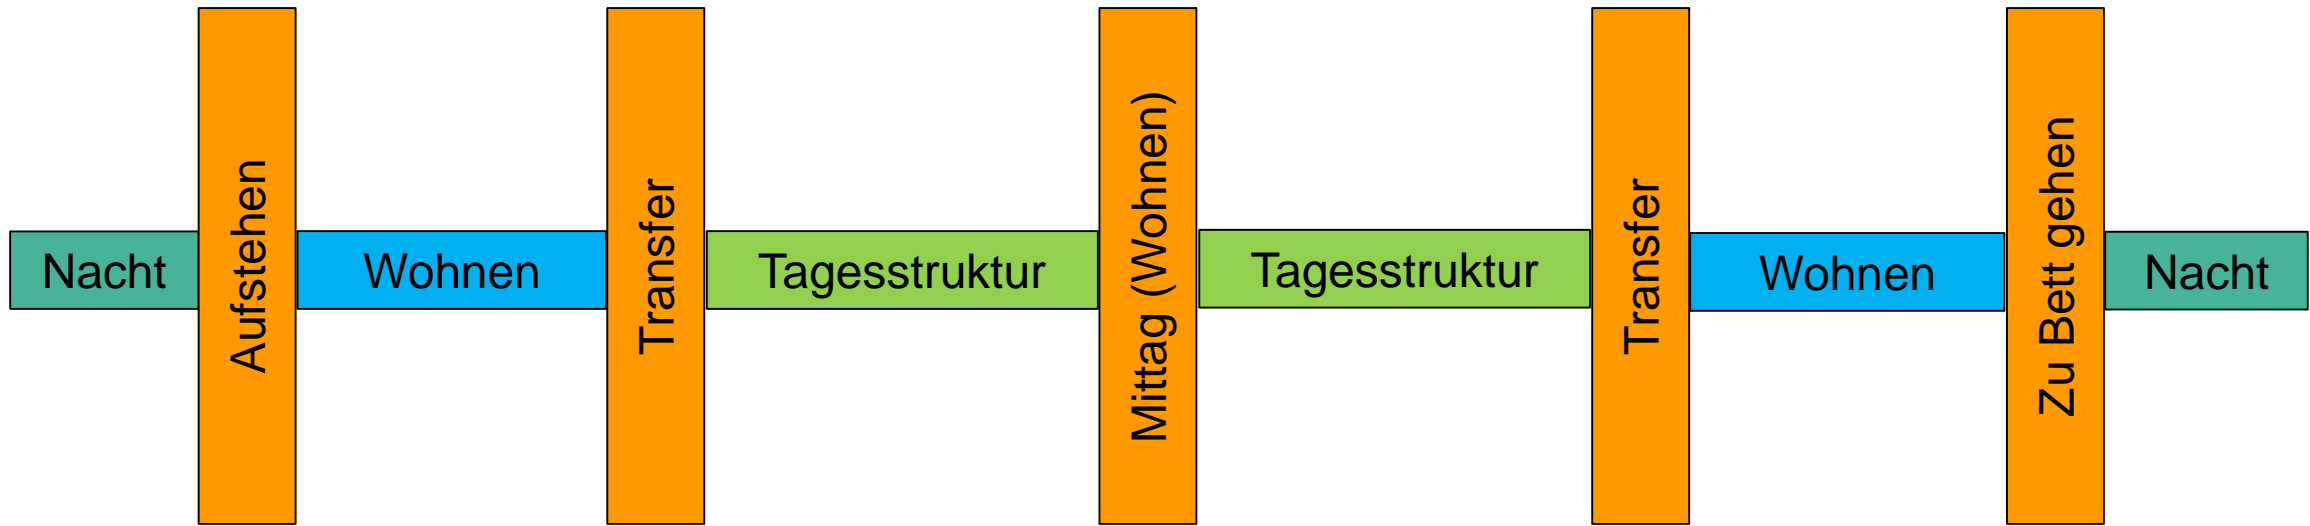 Nacht
Aufstehen
Wohnen
Transfer
Tagesstruktur
Mittag (Wohnen)
Tagesstruktur
Transfer
Wohnen
Zu Bett gehen
Nacht